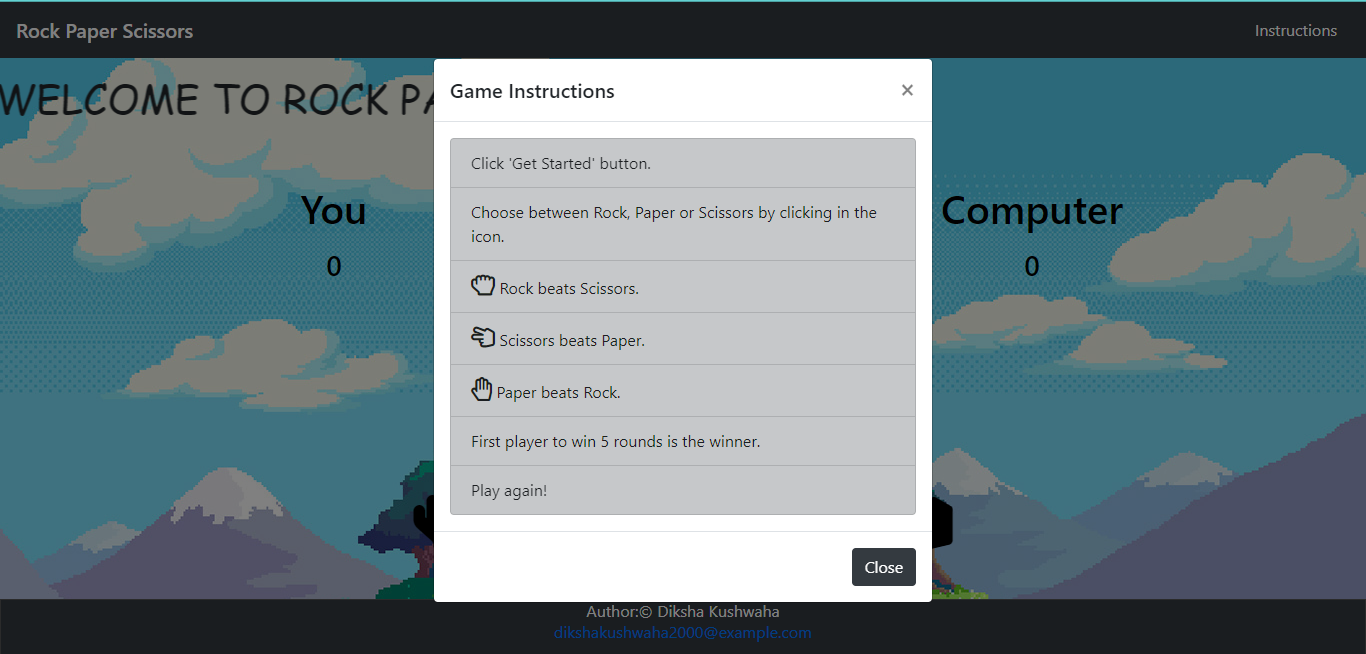 Rock Paper Scissors
Instructions
WELCOME TO ROCK
Game Instructions
×
Click 'Get Started' button.
Choose between Rock, Paper or Scissors by clicking in the
icon.
Rock beats Scissors.
Scissors beats Paper.
Paper beats Rock.
First player to win 5 rounds is the winner.
Play again!
Close
You
0
Computer
0
Author:© Diksha Kushwaha
dikshakushwaha2000@example.com